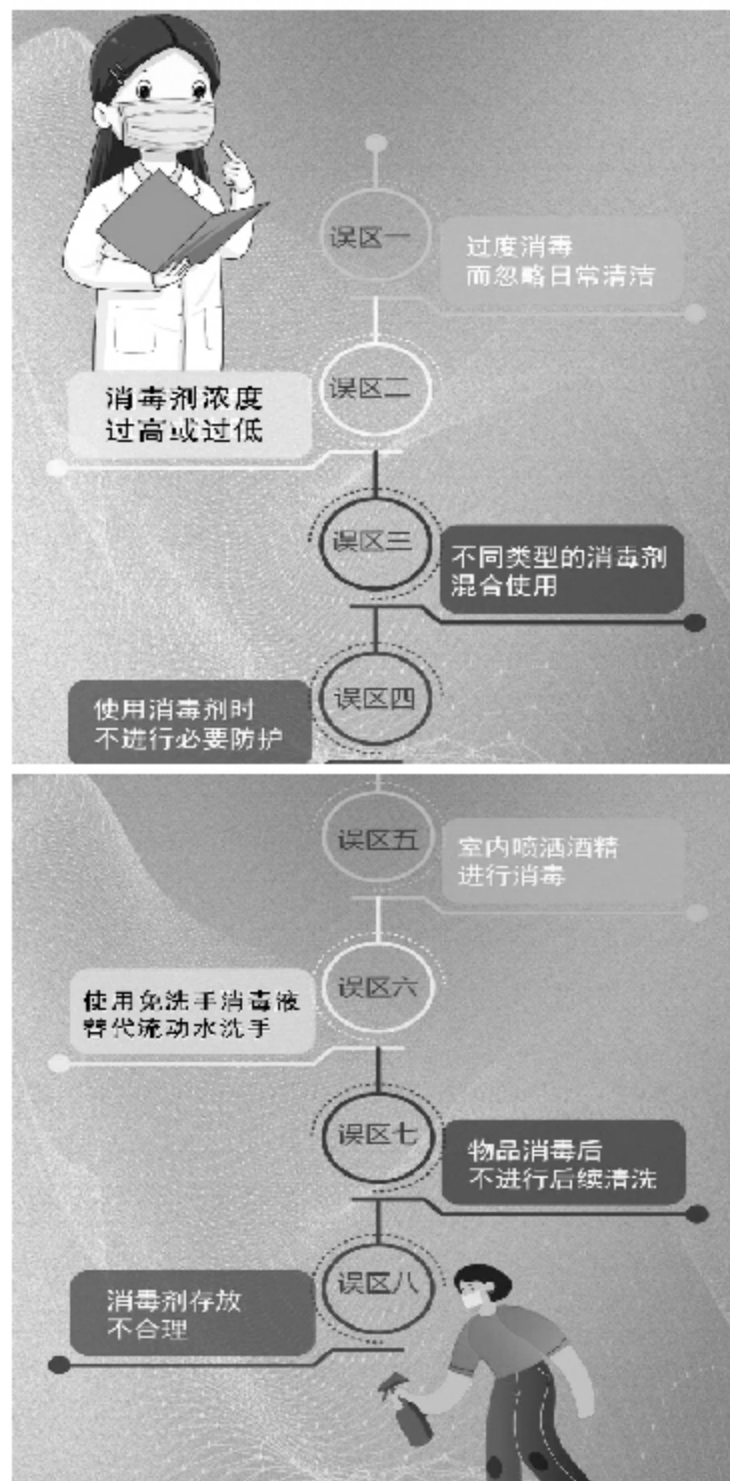 误区一
过度消毒
而忽略日常清洁
误区二
消毒剂浓度
过高或过低
误区三
不同类型的消毒剂
混合使用
误区四
使用消毒剂时
不进行必要防护
误区五
室内喷洒酒精
进行消毒
误区六
使用免洗手消毒液
替代流动水洗手
误区七
物品消毒后
不进行后续清洗
误区八
消毒剂存放
不合理